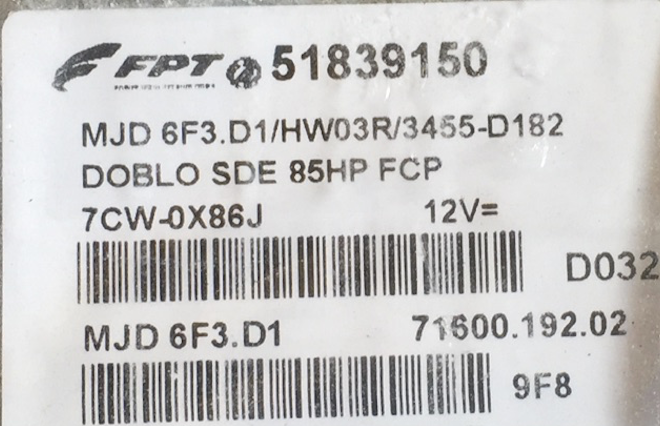 FPT 51839150
MJD 6F3.D1/HW03R/3455-D182
DOBLO SDE 85HP FCP
7CW-0X86J 12V=
D032
MJD 6F3.D1 71600.192.02
9F8